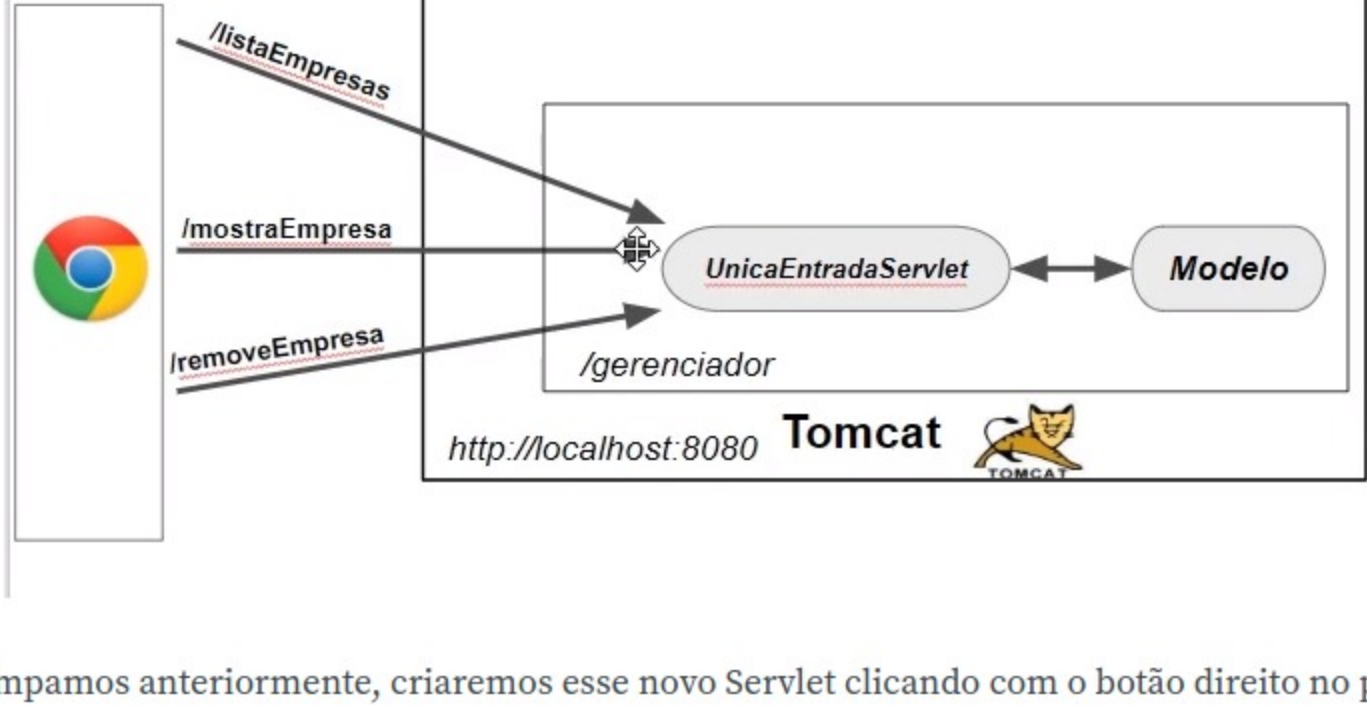 /listaEmpresas
/mostraEmpresa
UnicaEntradaServlet
Modelo
/removeEmpresa
/gerenciador
http://localhost:8080
Tomcat
TOMCAT
anteriormente, criaremos esse novo Servlet clicando com o botão direito no